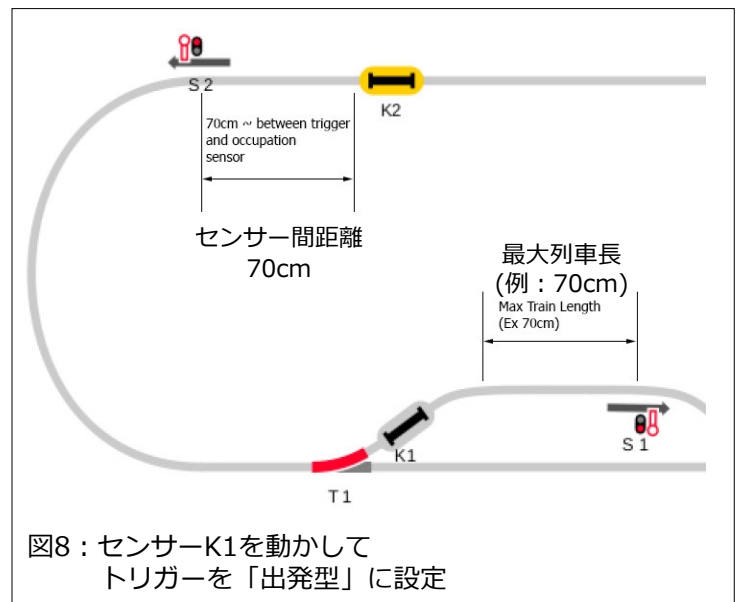 S 2
K2
70cm ~ between trigger
and occupation
sensor
センサー間距離
70cm
最大列車長
(例：70cm)
Max Train Length
(Ex 70cm)
K1
S 1
T 1
図8：センサーK1を動かして
トリガーを「出発型」に設定